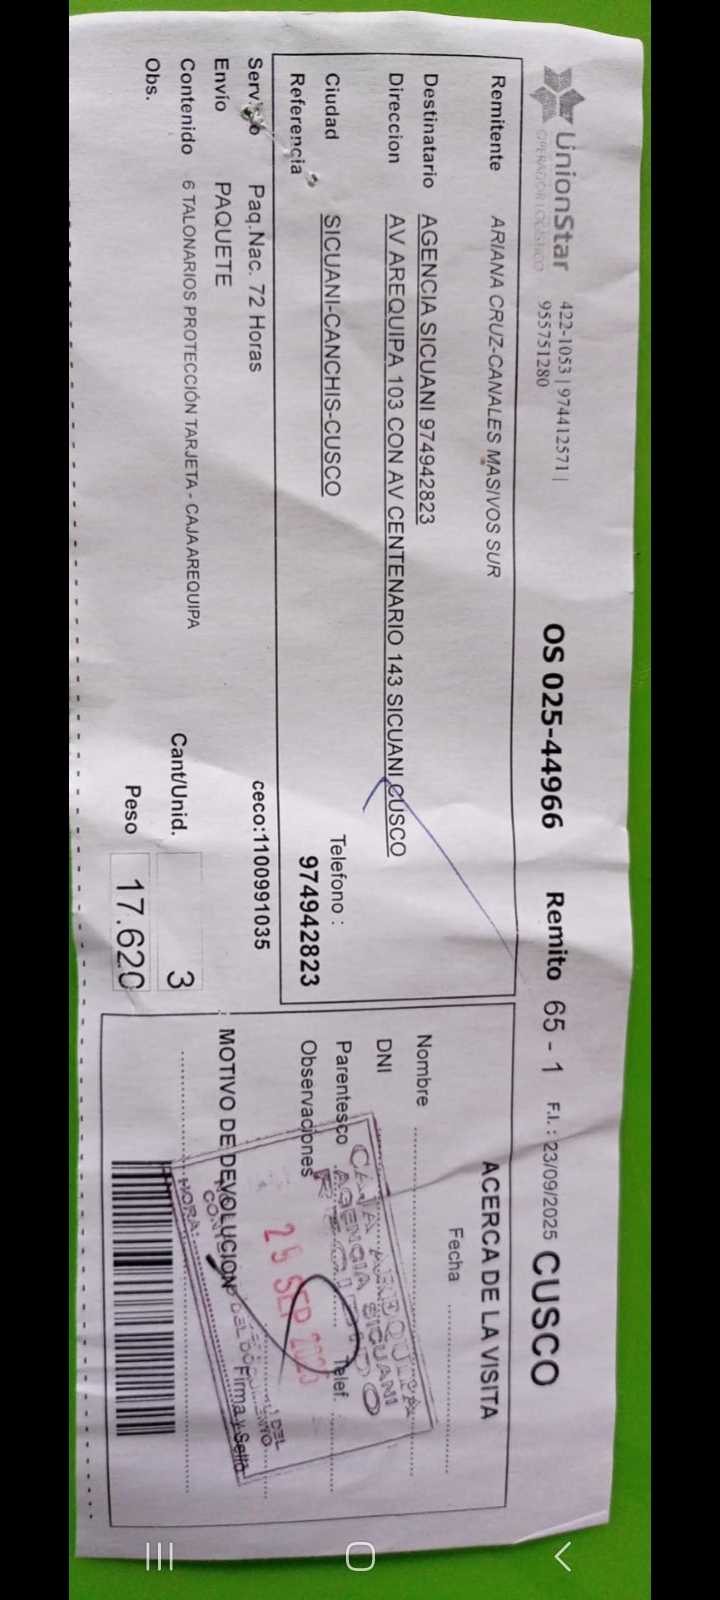 UnionStar
OPERADOR LOGISTICO
422-1053 | 974412571 |
955751280
OS 025-44966
Remito 65 - 1
F.I. : 23/09/2025
CUSCO
Remitente ARIANA CRUZ-CANALES MASIVOS SUR
Destinatario AGENCIA SICUANI 974942823
Direccion AV AREQUIPA 103 CON AV CENTENARIO 143 SICUANI CUSCO
Ciudad SICUANI-CANCHIS-CUSCO
Telefono :
Referencia
974942823
Servicio Paq.Nac. 72 Horas
ceco:1100991035
Envío PAQUETE
Contenido 6 TALONARIOS PROTECCIÓN TARJETA - CAJA AREQUIPA
Cant/Unid. 3
Obs.
Peso 17.620
ACERCA DE LA VISITA
Fecha
Nombre
DNI
Parentesco
Telef.
Observaciones
MOTIVO DE DEVOLUCION
Firma y Sello
CAJA AREQUIPA
AGENCIA SICUANI
RECIBIDO
25 SEP
HORA: